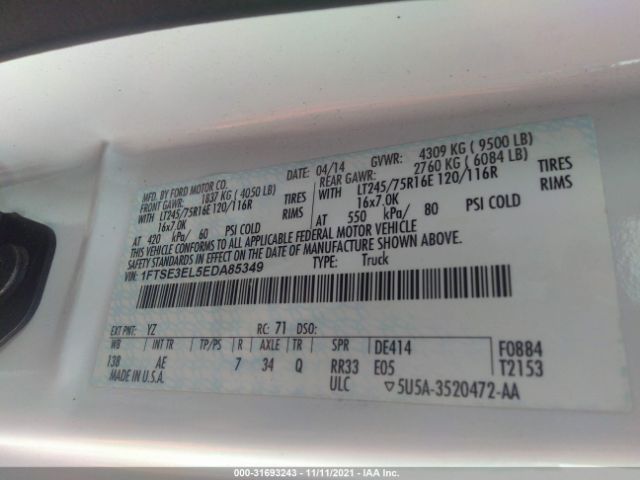 MFD. BY FORD MOTOR CO.
DATE: 04/14 GVWR: 4309 KG ( 9500 LB)
FRONT GAWR: 1837 KG ( 4050 LB) REAR GAWR: 2760 KG ( 6084 LB)
WITH LT245/75R16E 120/116R TIRES WITH LT245/75R16E 120/116R TIRES
16x7.0K RIMS 16x7.0K RIMS
AT 420 kPa/ 60 PSI COLD AT 550 kPa/ 80 PSI COLD
THIS VEHICLE CONFORMS TO ALL APPLICABLE FEDERAL MOTOR VEHICLE
SAFETY STANDARDS IN EFFECT ON THE DATE OF MANUFACTURE SHOWN ABOVE.
VIN: 1FTSE3EL5EDA85349 TYPE: Truck
EXT PNT: YZ RC: 71 DSO:
WB INT TR TP/PS R AXLE TR SPR DE414 F0884
138 AE 7 34 Q RR33 E05 T2153
MADE IN U.S.A. ULC ▽5U5A-3520472-AA
000-31693243 - 11/11/2021 - IAA Inc.